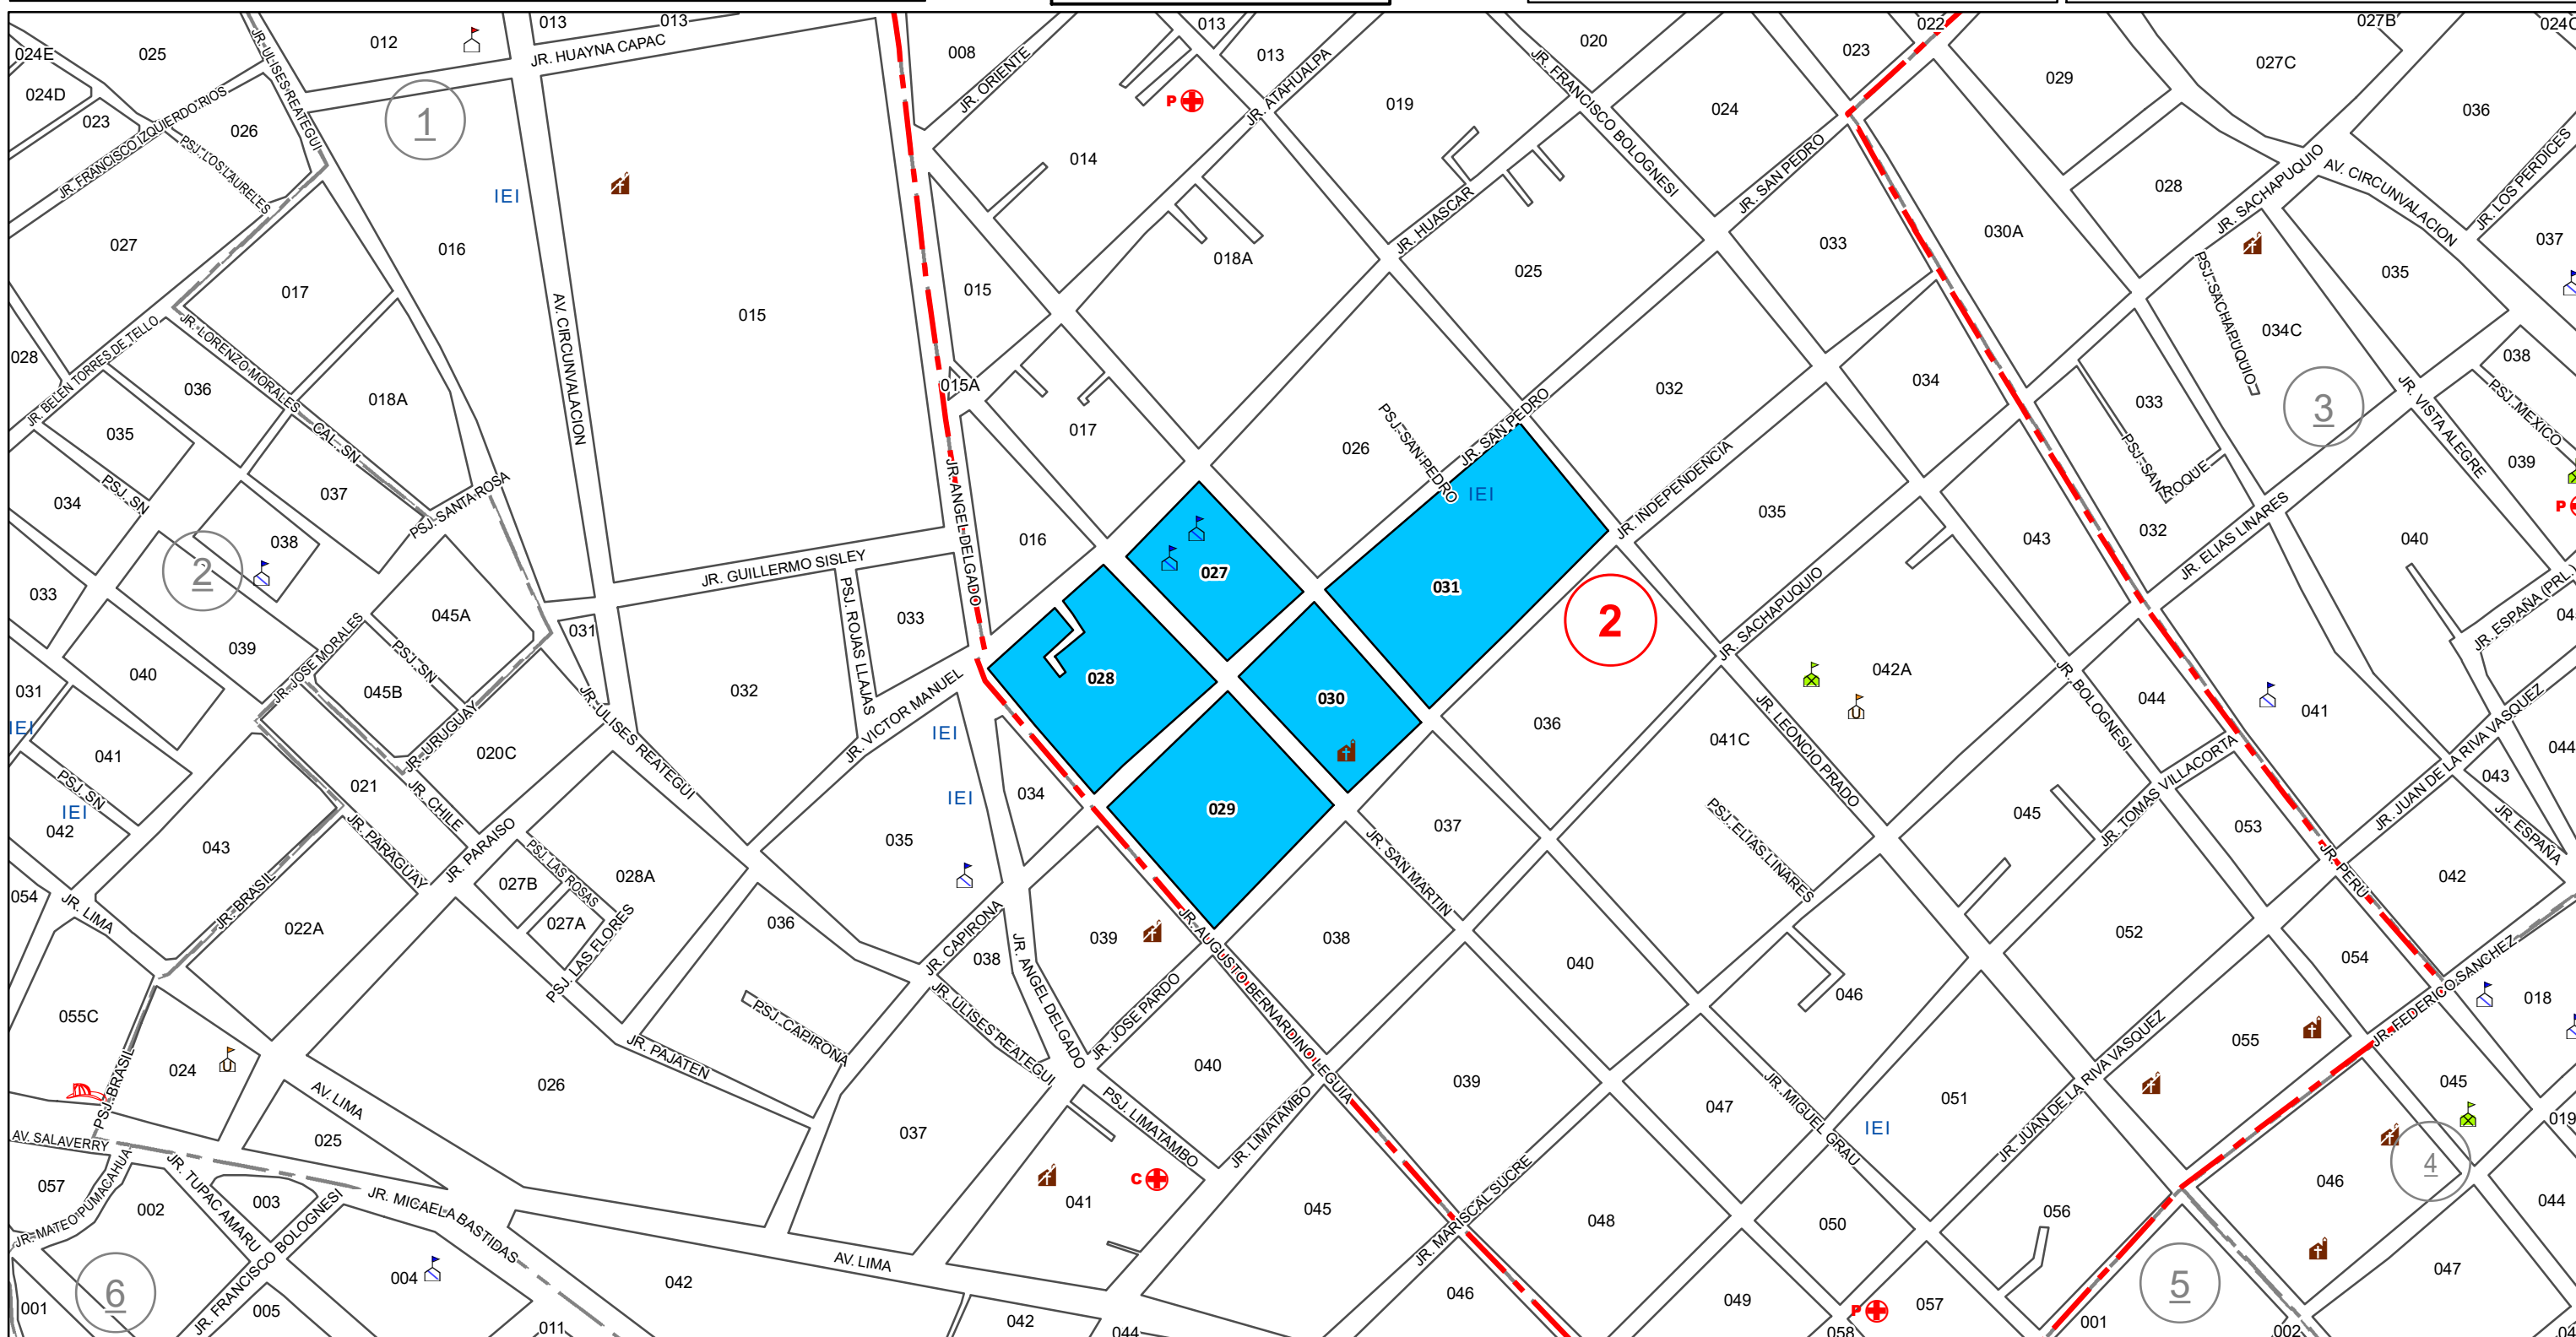 024E
025
012
013
013
JR. HUAYNA CAPAC
008
JR. ORIENTE
013
013
JR. ATAHUALPA
020
022
023
027B
024C
JR. ULISES REATEGUI
024D
023
JR. FRANCISCO IZQUIERDO RIOS
026
PSJ. LOS LAURELES
1
P
019
JR. FRANCISCO BOLOGNESI
024
029
027C
036
014
IEI
JR. SAN PEDRO
028
JR. SACHAPUQUIO
AV. CIRCUNVALACION
JR. LOS PERDICES
027
016
018A
JR. HUASCAR
025
033
030A
037
017
015
015
AV. CIRCUNVALACION
PSJ. SACHAPUQUIO
035
034C
028
JR. BELEN TORRES DE TELLO
JR. LORENZO MORALES
036
018A
015A
032
034
033
3
038
JR. VISTA ALEGRE
PSJ. MEXICO
035
CAL. SN
017
026
PSJ. SAN PEDRO
JR. SAN PEDRO
039
034
PSJ. SN
037
PSJ. SANTA ROSA
JR. ANGEL DELGADO
IEI
JR. INDEPENDENCIA
035
PSJ. SAN ROQUE
P
038
016
043
032
JR. ELIAS LINARES
040
2
JR. GUILLERMO SISLEY
027
031
033
045A
031
PSJ. ROJAS LLAJAS
033
2
JR. SACHAPUQUIO
JR. ESPAÑA (PRL.)
039
JR. JOSE MORALES
PSJ. SN
040
028
030
042A
JR. BOLOGNESI
044
031
045B
032
JR. VICTOR MANUEL
036
JR. LEONCIO PRADO
041
IEI
JR. URUGUAY
JR. ULISES REATEGUI
IEI
041C
JR. JUAN DE LA RIVA VASQUEZ
044
041
020C
021
PSJ. SN
JR. CHILE
IEI
034
029
043
IEI
042
043
JR. PARAGUAY
JR. PARAISO
035
JR. SAN MARTIN
037
PSJ. ELIAS LINARES
045
JR. TOMAS VILLACORTA
053
JR. ESPAÑA
PSJ. LAS ROSAS
027B
028A
JR. PERÚ
042
054
JR. LIMA
JR. BRASIL
022A
027A
PSJ. LAS FLORES
036
JR. CAPIRONA
038
JR. ANGEL DELGADO
039
JR. AUGUSTO BERNARDINO LEGUIA
038
040
052
054
JR. FEDERICO SANCHEZ
018
055C
PSJ. CAPIRONA
JR. ULISES REATEGUI
JR. JOSE PARDO
046
055
024
PSJ. BRASIL
026
JR. PAJATEN
040
039
JR. MIGUEL GRAU
047
JR. JUAN DE LA RIVA VASQUEZ
051
045
AV. LIMA
025
037
PSJ. LIMATAMBO
JR. LIMATAMBO
IEI
019
AV. SALAVERRY
057
JR. MATEO PUMACAHUA
002
JR. TUPAC AMARU
003
JR. MICAELA BASTIDAS
C
041
045
JR. MARISCAL SUCRE
048
050
056
046
4
044
JR. FRANCISCO BOLOGNESI
004
AV. LIMA
6
5
047
001
005
011
042
042
044
046
049
P
057
058
001
002